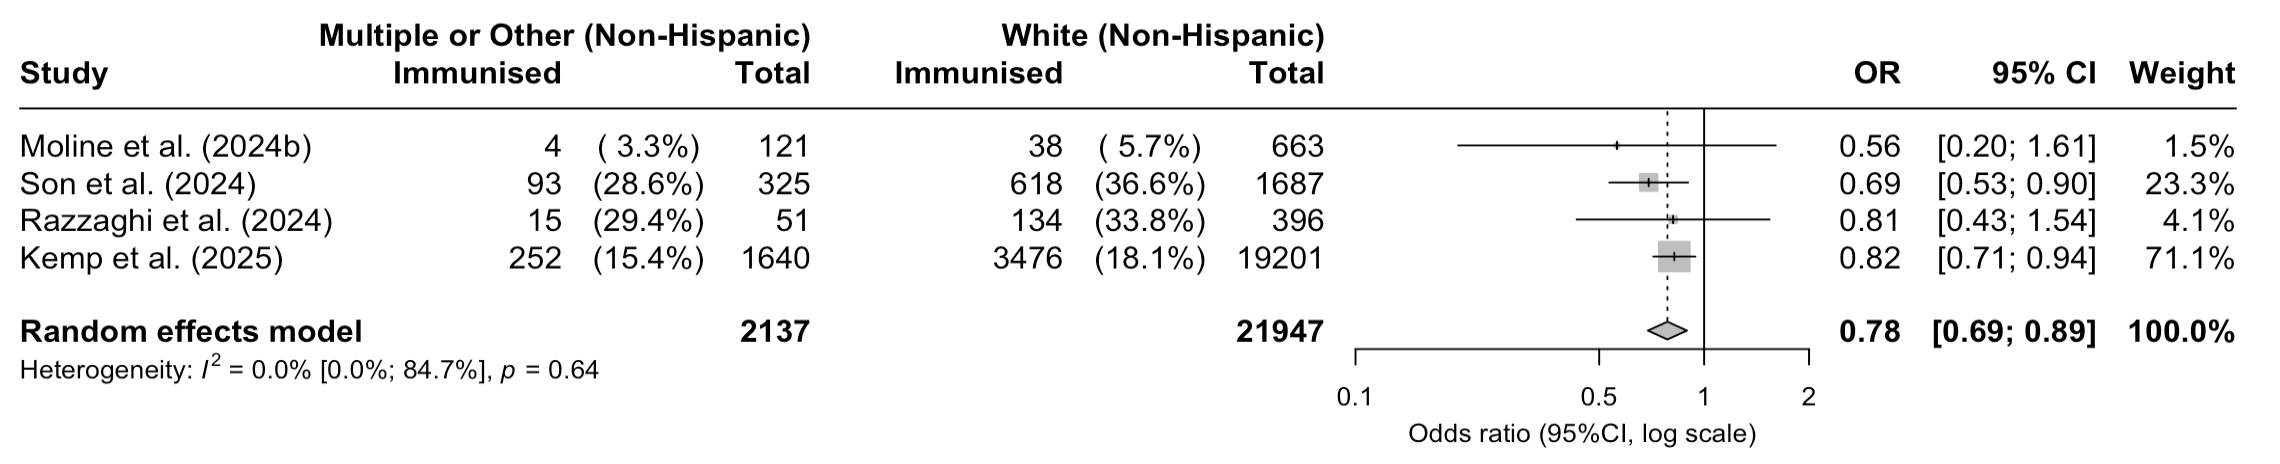 Multiple or Other (Non-Hispanic) White (Non-Hispanic)
Study Immunised Total Immunised Total OR 95% CI Weight
Moline et al. (2024b) 4 ( 3.3%) 121 38 ( 5.7%) 663 0.56 [0.20; 1.61] 1.5%
Son et al. (2024) 93 (28.6%) 325 618 (36.6%) 1687 0.69 [0.53; 0.90] 23.3%
Razzaghi et al. (2024) 15 (29.4%) 51 134 (33.8%) 396 0.81 [0.43; 1.54] 4.1%
Kemp et al. (2025) 252 (15.4%) 1640 3476 (18.1%) 19201 0.82 [0.71; 0.94] 71.1%
Random effects model 2137 21947 0.78 [0.69; 0.89] 100.0%
Heterogeneity: I² = 0.0% [0.0%; 84.7%], p = 0.64
0.1 0.5 1 2
Odds ratio (95%CI, log scale)